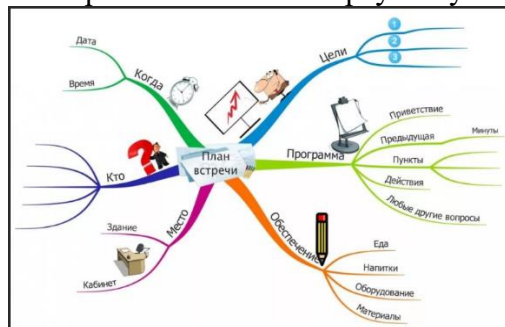 Дата
Время
Когда
Цели
1
2
3
План
встречи
Программа
Приветствие
Предыдущая
Минуты
Пункты
Действия
Любые другие вопросы
Кто
Место
Здание
Кабинет
Обеспечение
Еда
Напитки
Оборудование
Материалы